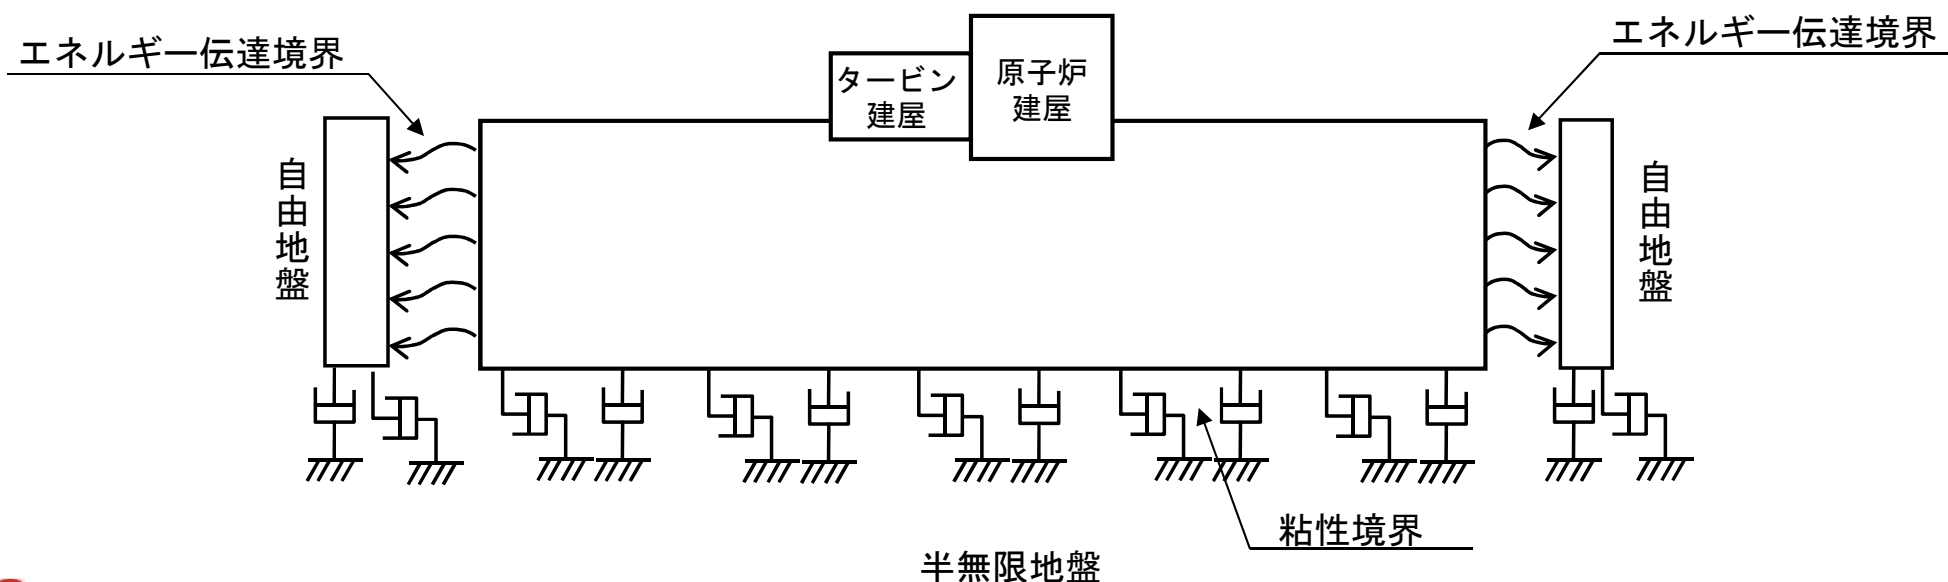 エネルギー伝達境界
エネルギー伝達境界
タービン
建屋
原子炉
建屋
自由地盤
自由地盤
粘性境界
半無限地盤